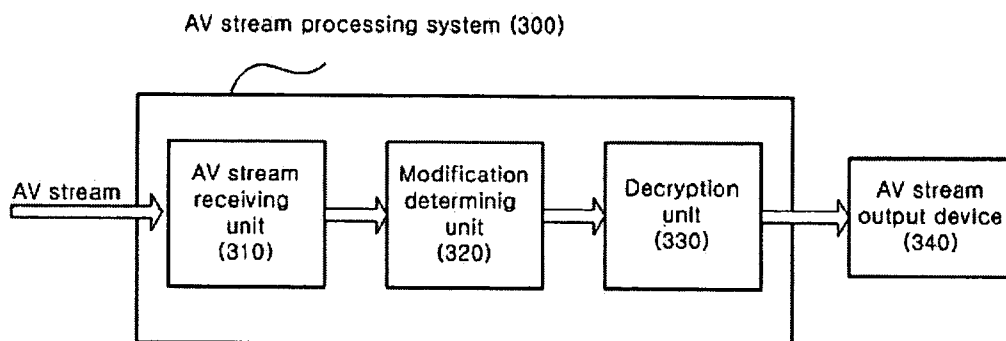 AV stream processing system (300)
AV stream
AV stream
receiving
unit
(310)
Modification
determinig
unit
(320)
Decryption
unit
(330)
AV stream
output device
(340)